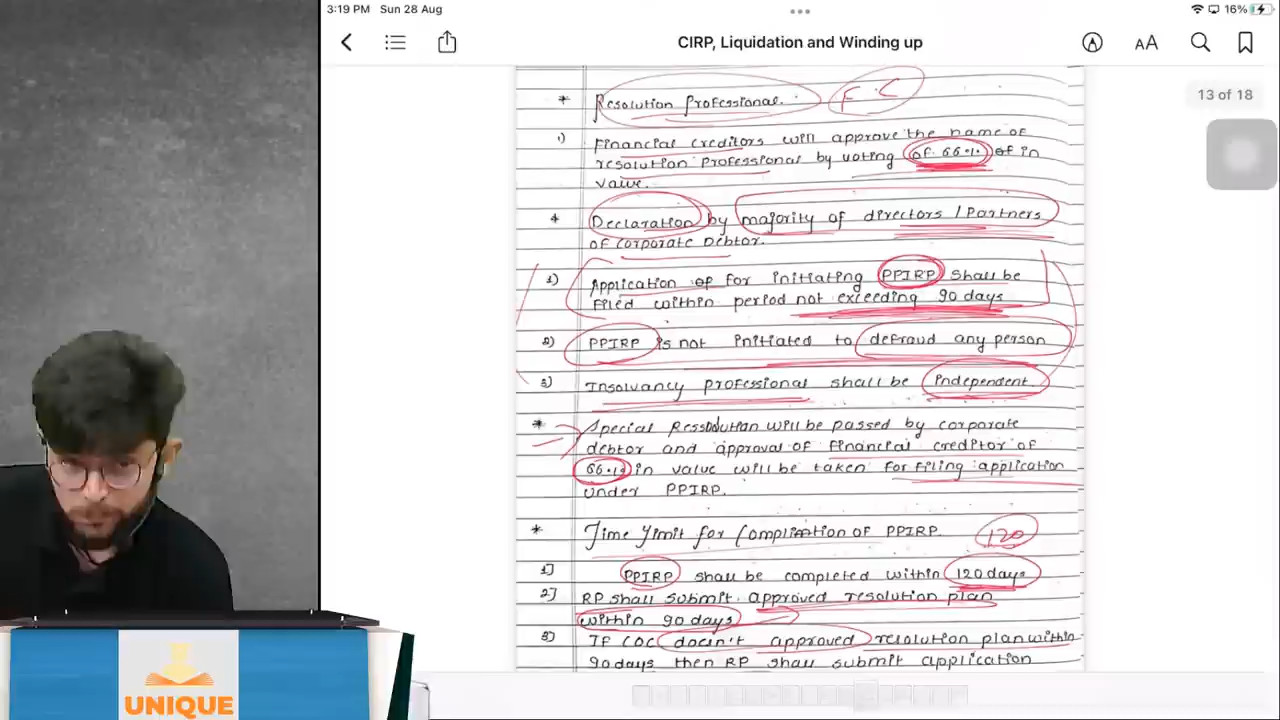 3:19 PM Sun 28 Aug
16%
CIRP, Liquidation and Winding up
AA
13 of 18
* Resolution Professional. F.C
1) Financial creditors will approve the name of
resolution Professional by voting of 66% of in
value.
* Declaration by majority of directors / Partners
of corporate Debtor.
1) Application of for initiating PPIRP shall be
filed within period not exceeding 90 days
2) PPIRP is not initiated to defraud any person
3) Insolvancy professional shall be independent.
* Special Ressolution will be passed by corporate
debtor and approval of financial creditor of
66% in value will be taken for filing application
under PPIRP.
* Time limit for Complication of PPIRP. 120
1] PPIRP shall be completed within 120 days
2] RP shall submit approved resolution plan
within 90 days
3] If COC doesn't approved resolution plan within
90 days then RP shall submit application
UNIQUE